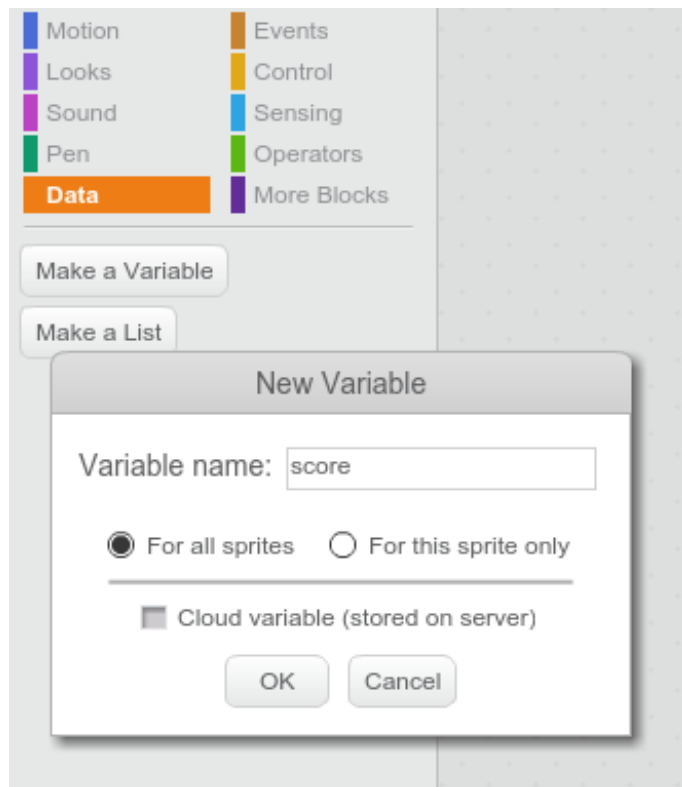 Motion
Events
Looks
Control
Sound
Sensing
Pen
Operators
Data
More Blocks
Make a Variable
Make a List
New Variable
Variable name: score
For all sprites For this sprite only
Cloud variable (stored on server)
OK Cancel